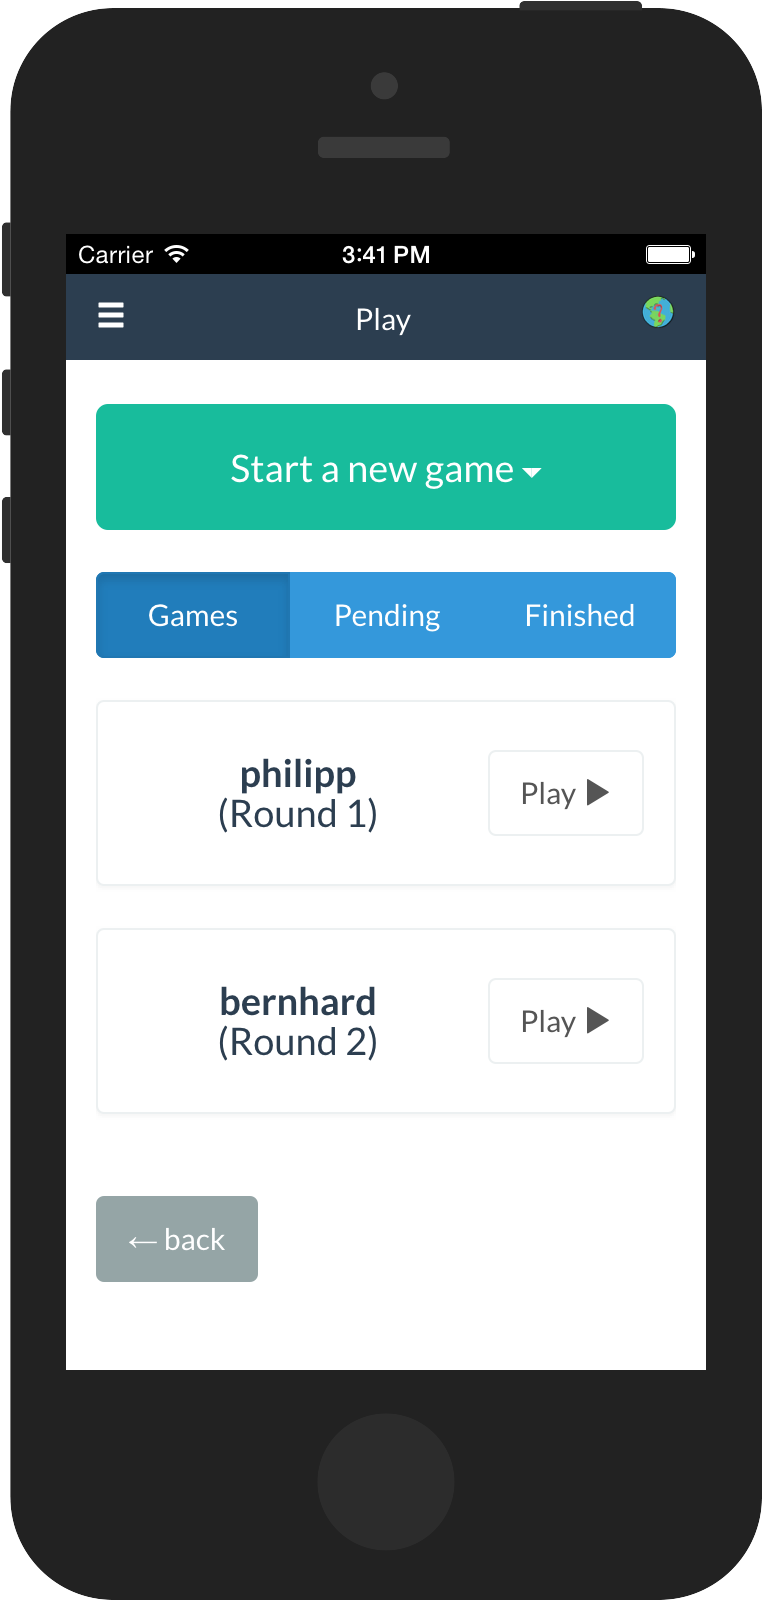 Carrier 3:41 PM
Play
Start a new game
Games Pending Finished
philipp
(Round 1)
Play
bernhard
(Round 2)
Play
← back